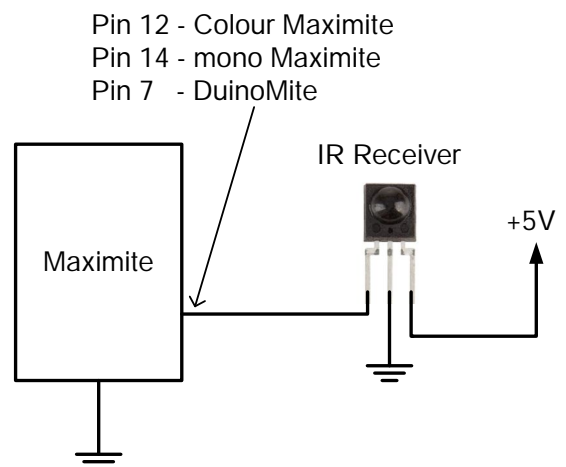 Pin 12 - Colour Maximite
Pin 14 - mono Maximite
Pin 7 - DuinoMite
IR Receiver
+5V
Maximite